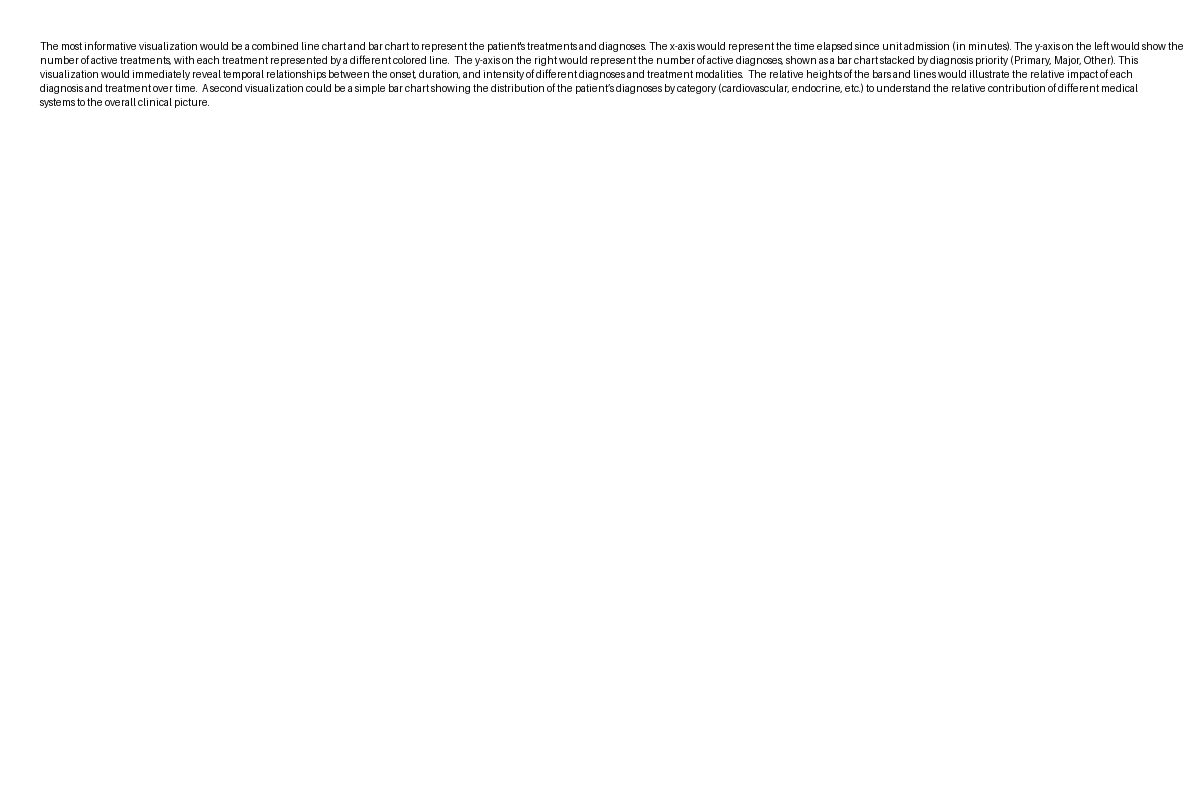 The most informative visualization would be a combined line chart and bar chart to represent the patient's treatments and diagnoses. The x-axis would represent the time elapsed since unit admission (in minutes). The y-axis on the left would show the
number of active treatments, with each treatment represented by a different colored line. The y-axis on the right would represent the number of active diagnoses, shown as a bar chart stacked by diagnosis priority (Primary, Major, Other). This
visualization would immediately reveal temporal relationships between the onset, duration, and intensity of different diagnoses and treatment modalities. The relative heights of the bars and lines would illustrate the relative impact of each
diagnosis and treatment over time. A second visualization could be a simple bar chart showing the distribution of the patient's diagnoses by category (cardiovascular, endocrine, etc.) to understand the relative contribution of different medical
systems to the overall clinical picture.